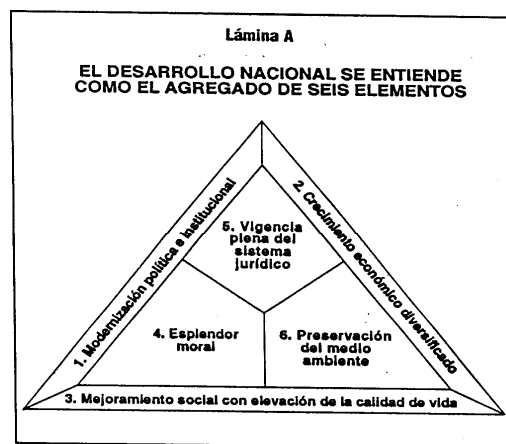 Lámina A
EL DESARROLLO NACIONAL SE ENTIENDE
COMO EL AGREGADO DE SEIS ELEMENTOS
1. Modernización política e institucional
2. Crecimiento económico diversificado
5. Vigencia
plena del
sistema
jurídico
4. Esplendor
moral
6. Preservación
del medio
ambiente
3. Mejoramiento social con elevación de la calidad de vida